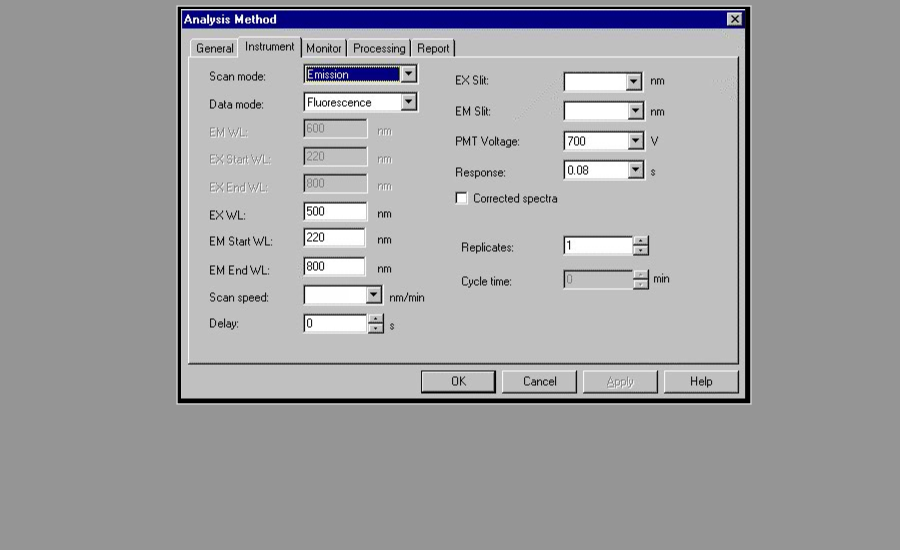 Analysis Method
General Instrument Monitor Processing Report
Scan mode: Emission
Data mode: Fluorescence
EM WL: 600 nm
EX Start WL: 220 nm
EX End WL: 800 nm
EX WL: 500 nm
EM Start WL: 220 nm
EM End WL: 800 nm
Scan speed: nm/min
Delay: 0 s
EX Slit: nm
EM Slit: nm
PMT Voltage: 700 V
Response: 0.08 s
Corrected spectra
Replicates: 1
Cycle time: 0 min
OK Cancel Apply Help